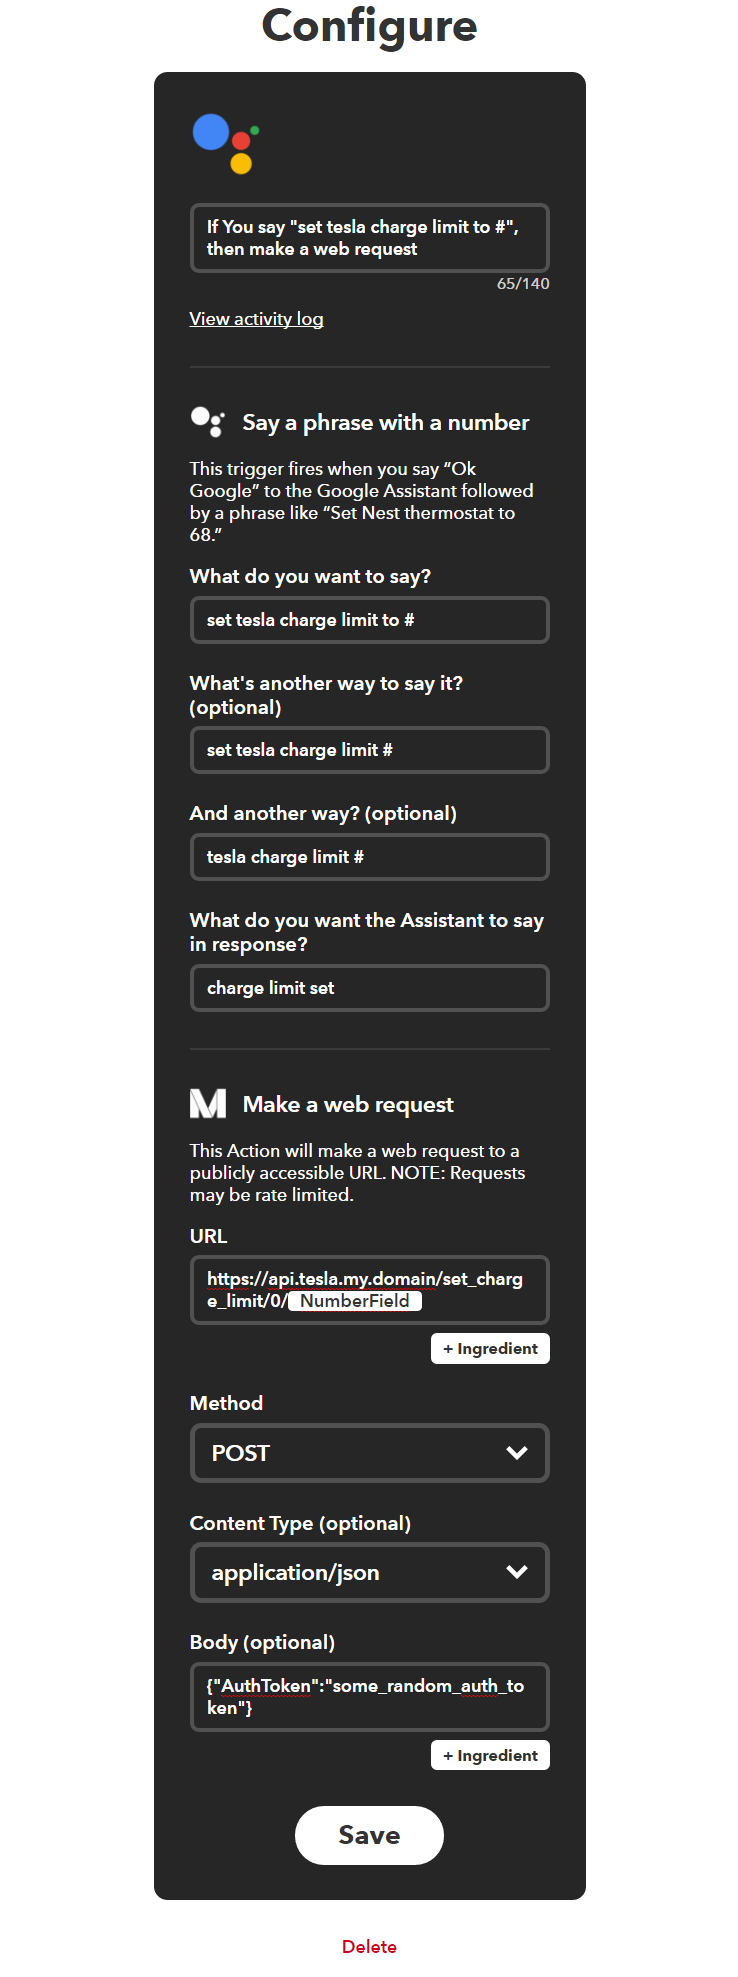 Configure
If You say "set tesla charge limit to #",
then make a web request
65/140
View activity log
Say a phrase with a number
This trigger fires when you say “Ok
Google” to the Google Assistant followed
by a phrase like “Set Nest thermostat to
68.”
What do you want to say?
set tesla charge limit to #
What's another way to say it?
(optional)
set tesla charge limit #
And another way? (optional)
tesla charge limit #
What do you want the Assistant to say
in response?
charge limit set
Make a web request
This Action will make a web request to a
publicly accessible URL. NOTE: Requests
may be rate limited.
URL
https://api.tesla.my.domain/set_charg
e_limit/0/ NumberField
+ Ingredient
Method
POST
Content Type (optional)
application/json
Body (optional)
{"AuthToken":"some_random_auth_to
ken"}
+ Ingredient
Save
Delete